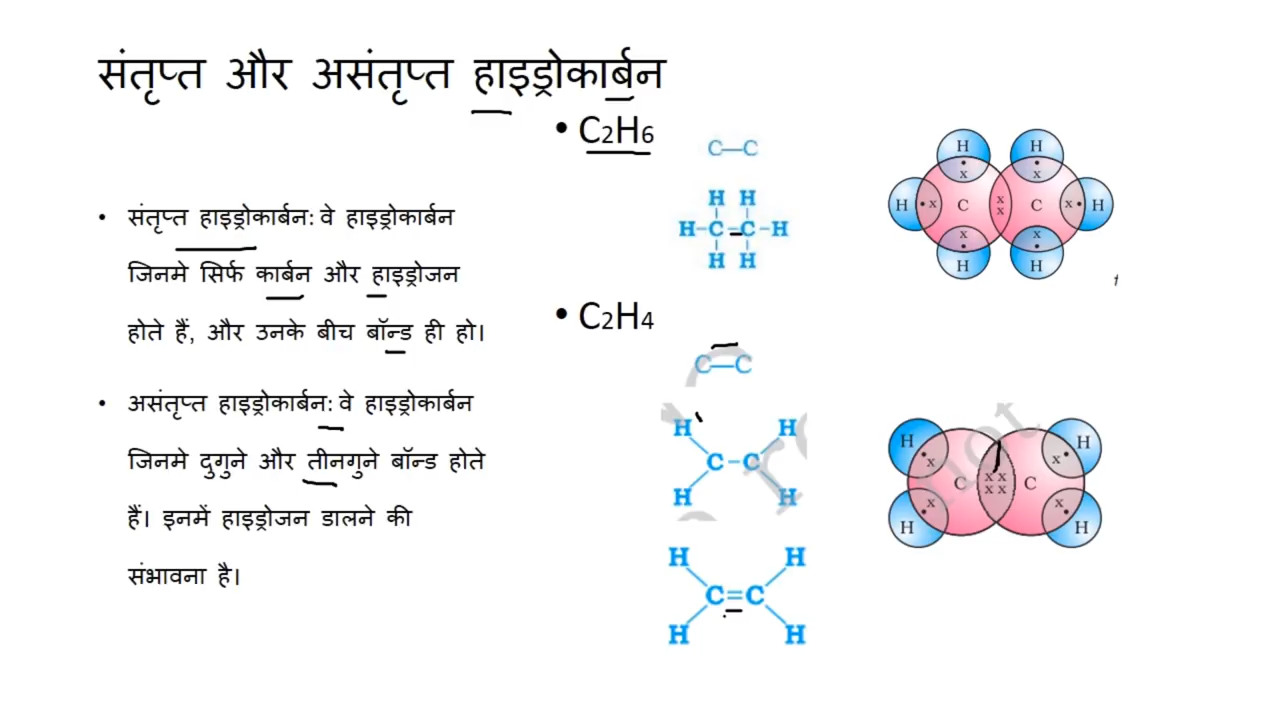 संतृप्त और असंतृप्त हाइड्रोकार्बन
• संतृप्त हाइड्रोकार्बन: वे हाइड्रोकार्बन
जिनमे सिर्फ कार्बन और हाइड्रोजन
होते हैं, और उनके बीच बॉन्ड ही हो।
• असंतृप्त हाइड्रोकार्बन: वे हाइड्रोकार्बन
जिनमे दुगुने और तीनगुने बॉन्ड होते
हैं। इनमें हाइड्रोजन डालने की
संभावना है।
• C2H6
C—C
H H
H–C–C–H
H H
• C2H4
C—C
H H
C–C
H H
H H
C=C
H H
H H
x x
H x C x x C x H
x x
H H
H H
x x
C x x C
x x
x x
H H
not